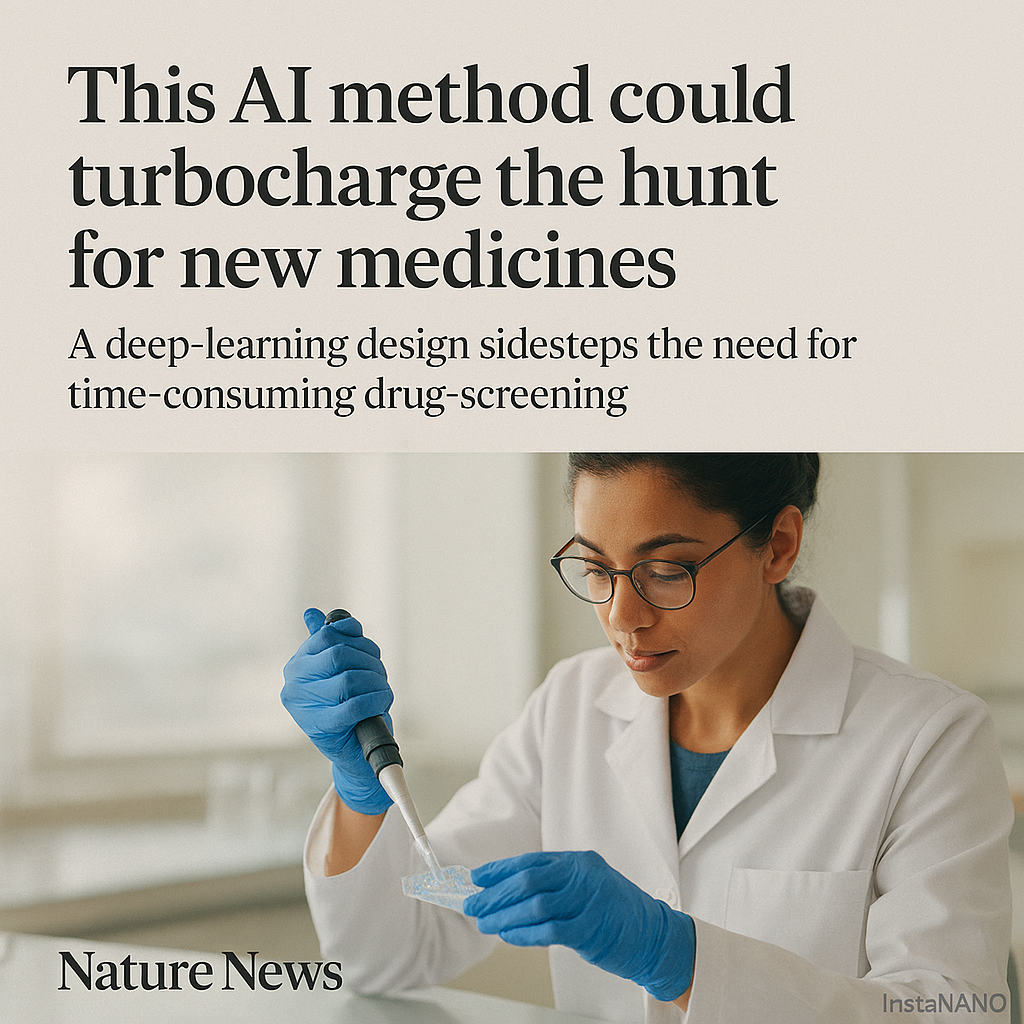 This AI method could
turbocharge the hunt
for new medicines
A deep-learning design sidesteps the need for
time-consuming drug-screening
Nature News
InstaNANO